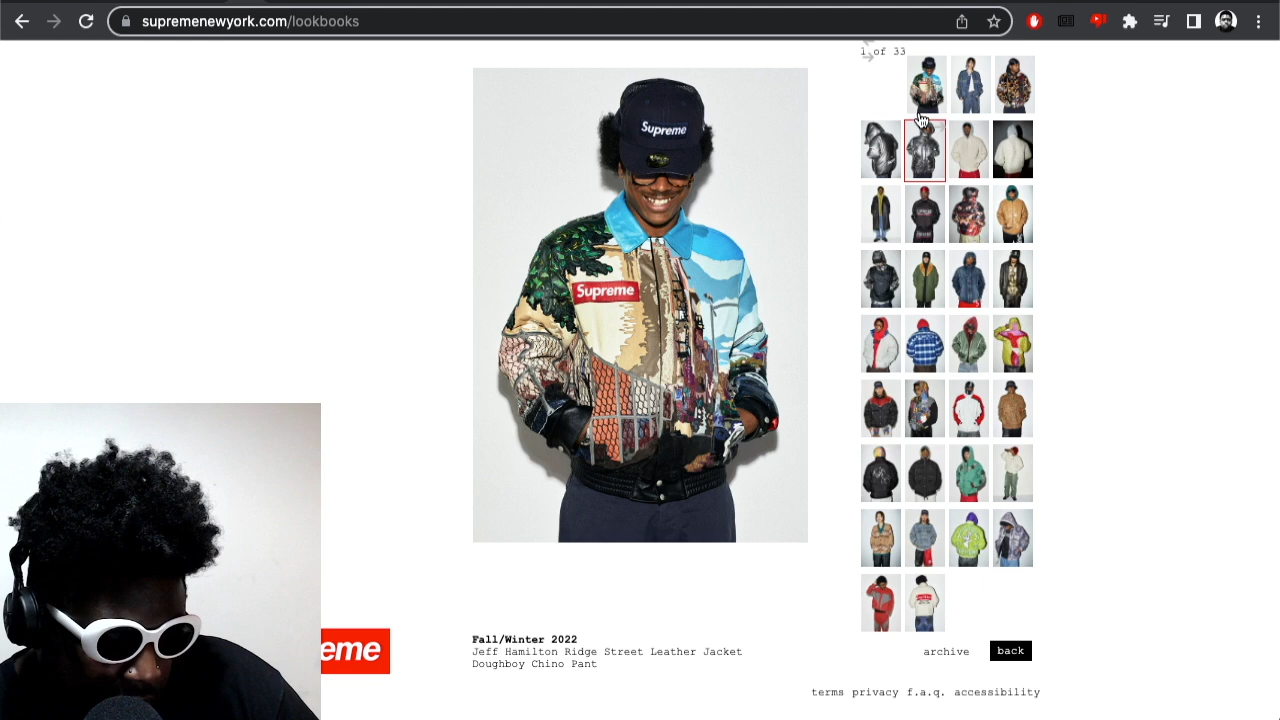 supremenewyork.com/lookbooks
1 of 33
Supreme
Supreme
eme
Fall/Winter 2022
Jeff Hamilton Ridge Street Leather Jacket
Doughboy Chino Pant
archive
back
terms privacy f.a.q. accessibility